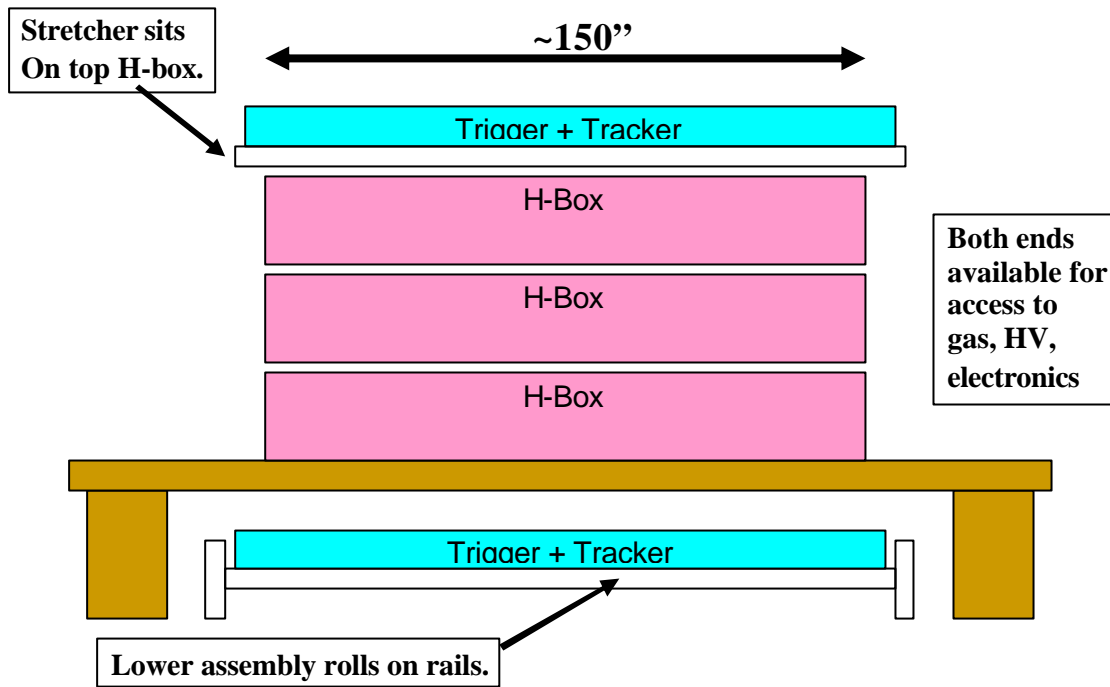 Stretcher sits
On top H-box.
~150”
Trigger + Tracker
H-Box
H-Box
H-Box
Both ends
available for
access to
gas, HV,
electronics
Trigger + Tracker
Lower assembly rolls on rails.